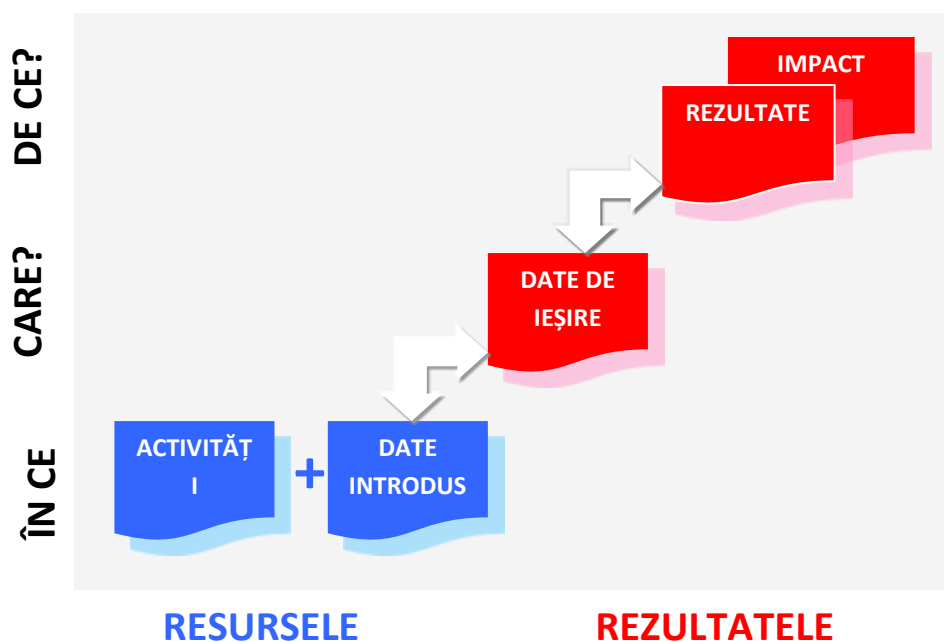 DE CE?
IMPACT
REZULTATE
CARE?
DATE DE
IEȘIRE
ÎN CE
ACTIVITĂȚ
I
+
DATE
INTRODUS
RESURSELE
REZULTATELE